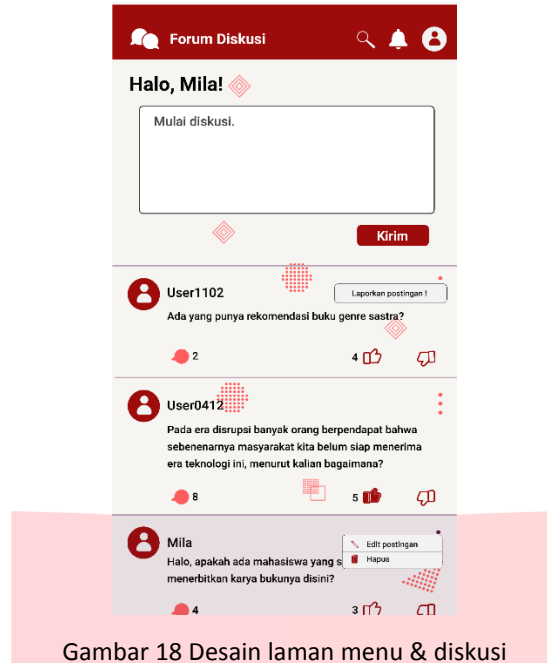 Forum Diskusi
Halo, Mila!
Mulai diskusi.
Kirim
User1102
Laporkan postingan !
Ada yang punya rekomendasi buku genre sastra?
2
4
User0412
Pada era disrupsi banyak orang berpendapat bahwa
sebenenarnya masyarakat kita belum siap menerima
era teknologi ini, menurut kalian bagaimana?
8
5
Mila
Edit postingan
Hapus
Halo, apakah ada mahasiswa yang s
menerbitkan karya bukunya disini?
4
3
Gambar 18 Desain laman menu & diskusi